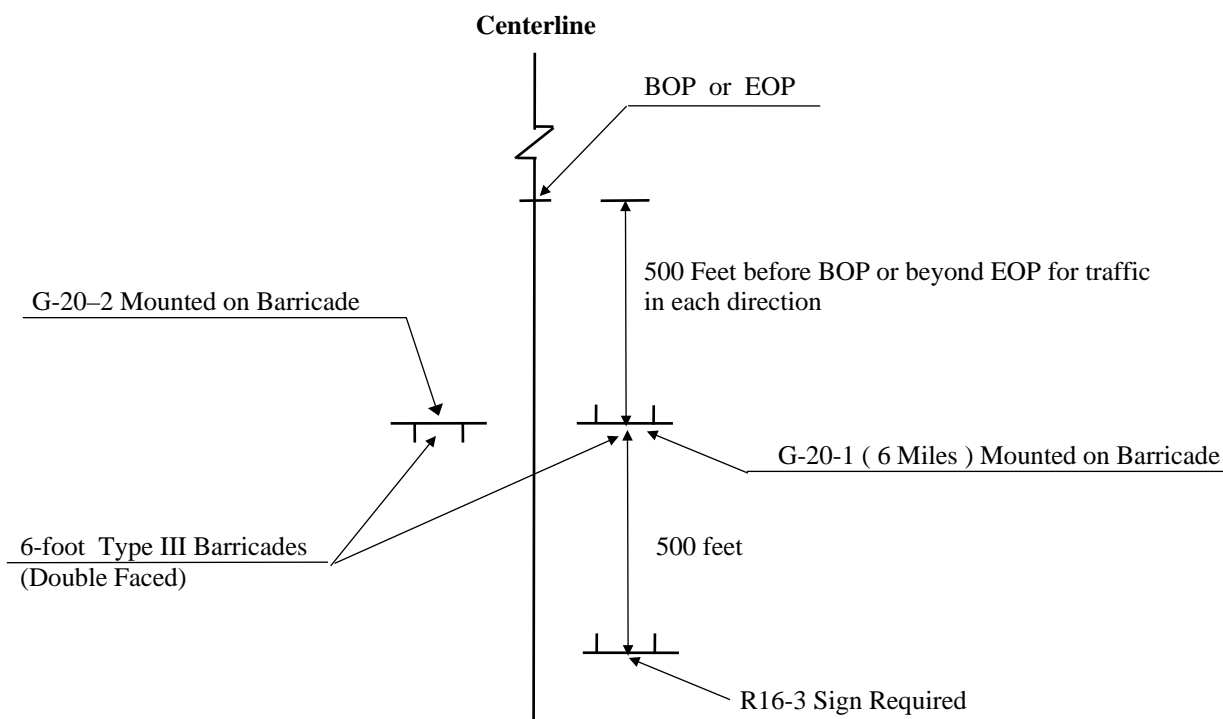 Centerline
BOP or EOP
500 Feet before BOP or beyond EOP for traffic
in each direction
G-20–2 Mounted on Barricade
G-20-1 ( 6 Miles ) Mounted on Barricade
6-foot Type III Barricades
(Double Faced)
500 feet
R16-3 Sign Required